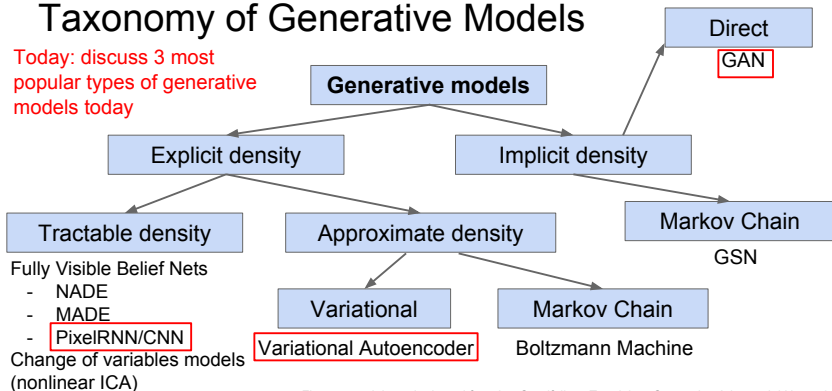 Taxonomy of Generative Models
Today: discuss 3 most
popular types of generative
models today
Direct
GAN
Generative models
Explicit density
Implicit density
Tractable density
Approximate density
Markov Chain
GSN
Fully Visible Belief Nets
- NADE
- MADE
- PixelRNN/CNN
Change of variables models
(nonlinear ICA)
Variational
Variational Autoencoder
Markov Chain
Boltzmann Machine